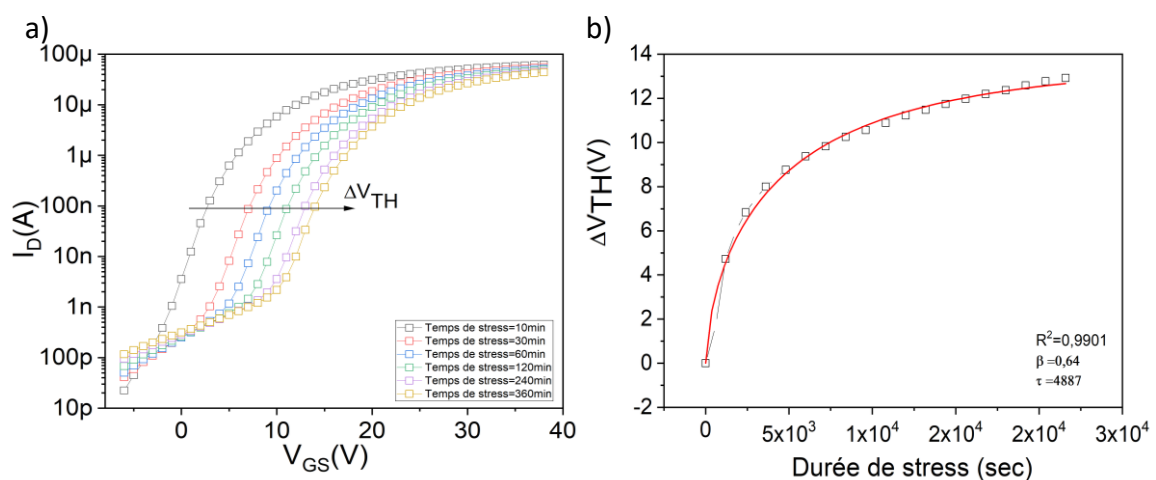 a)
100µ
10µ
1µ
100n
10n
1n
100p
10p
I_D(A)
ΔV_TH
Temps de stress=10min
Temps de stress=30min
Temps de stress=60min
Temps de stress=120min
Temps de stress=240min
Temps de stress=360min
0 10 20 30 40
V_GS(V)
b)
14
12
10
8
6
4
2
0
-2
ΔVTH(V)
R²=0,9901
β =0,64
τ =4887
0 5x10³ 1x10⁴ 2x10⁴ 2x10⁴ 3x10⁴
Durée de stress (sec)